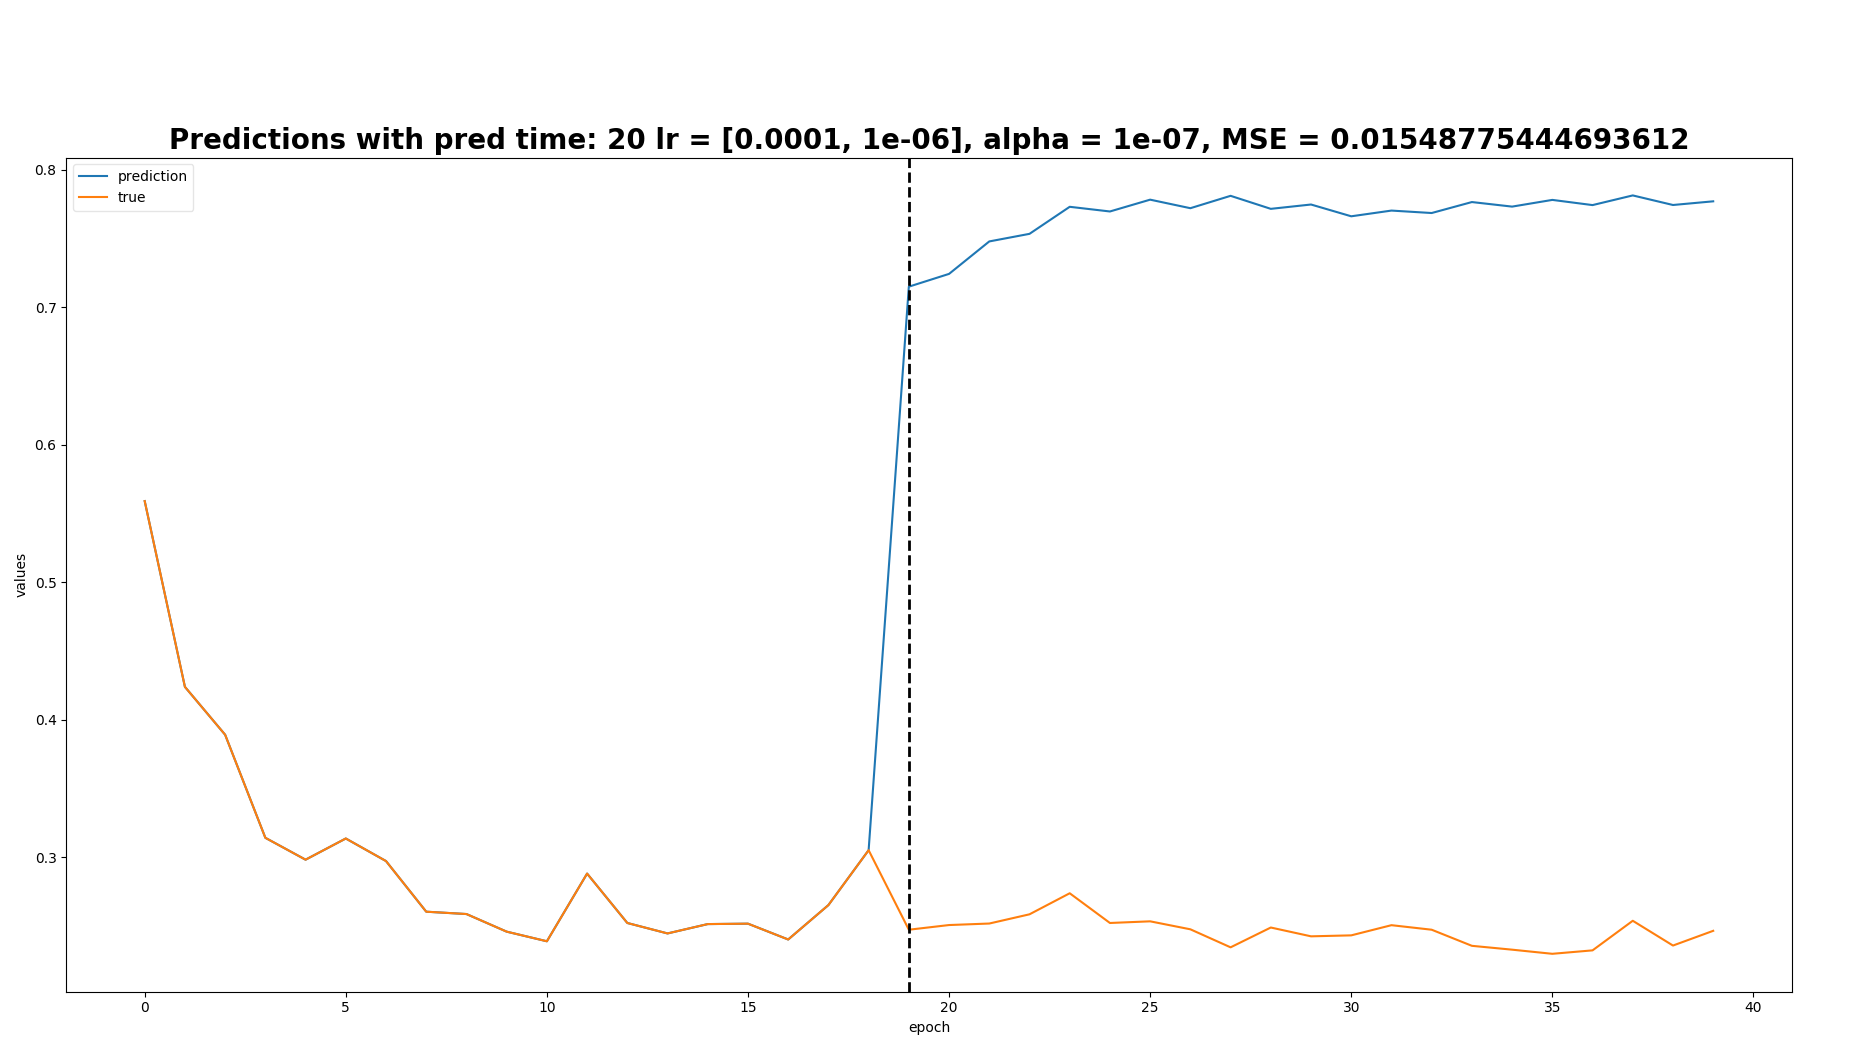 Predictions with pred time: 20 lr = [0.0001, 1e-06], alpha = 1e-07, MSE = 0.01548775444693612
prediction
true
0.8
0.7
0.6
0.5
0.4
0.3
values
0 5 10 15 20 25 30 35 40
epoch